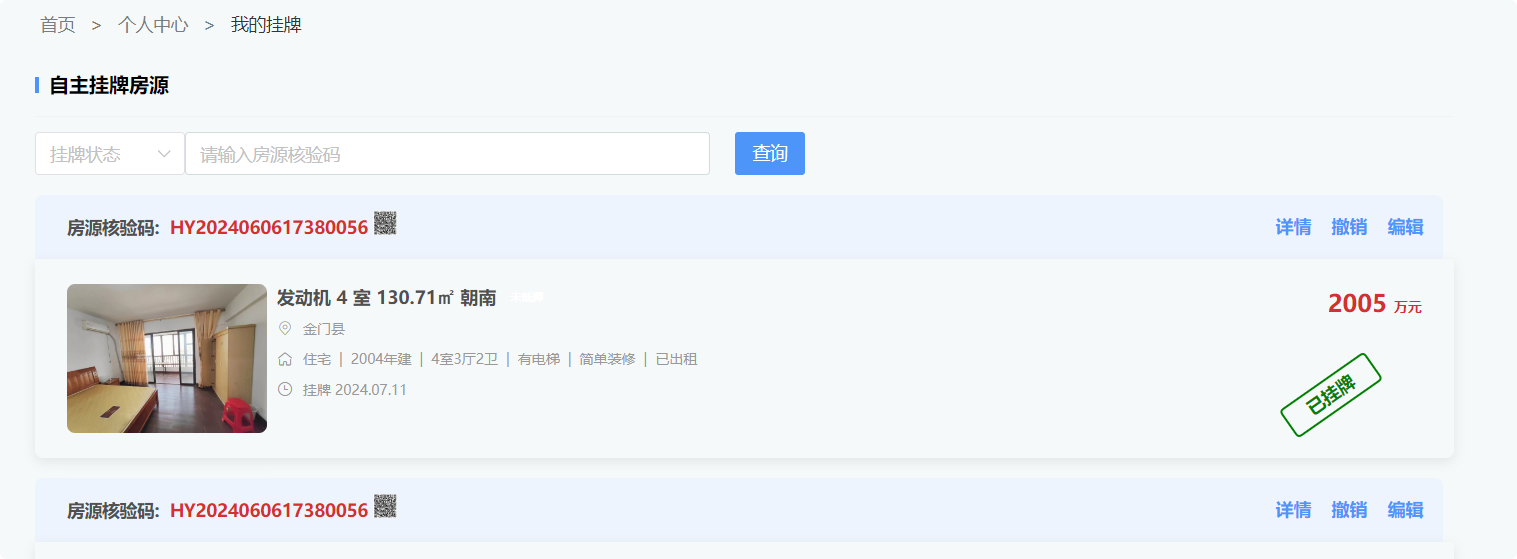 首页 > 个人中心 > 我的挂牌
自主挂牌房源
挂牌状态 请输入房源核验码 查询
房源核验码: HY2024060617380056 详情 撤销 编辑
发动机 4 室 130.71㎡ 朝南
2005 万元
金门县
住宅 | 2004年建 | 4室3厅2卫 | 有电梯 | 简单装修 | 已出租
挂牌 2024.07.11
已挂牌
房源核验码: HY2024060617380056 详情 撤销 编辑